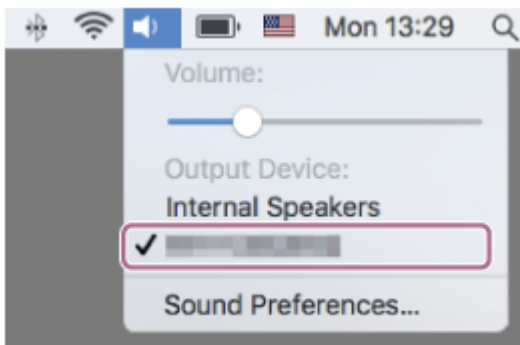 Mon 13:29
Volume:
Output Device:
Internal Speakers
Sound Preferences...